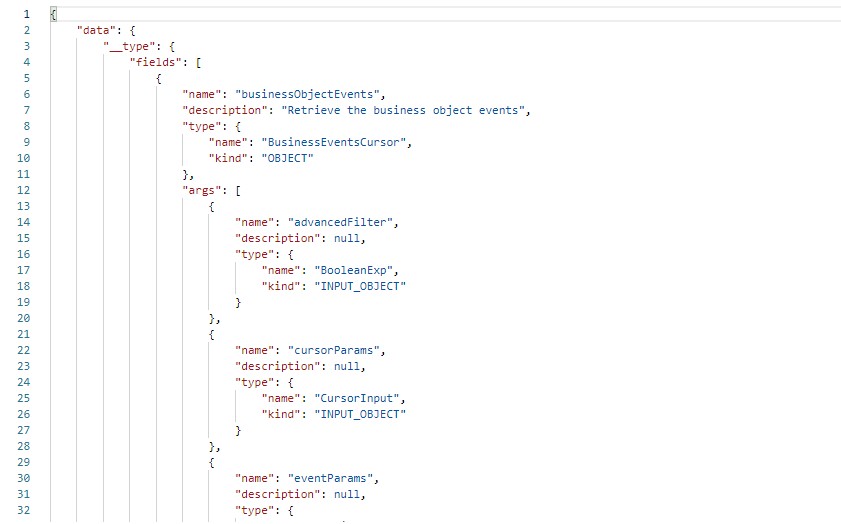 1 {
2 "data": {
3 "__type": {
4 "fields": [
5 {
6 "name": "businessObjectEvents",
7 "description": "Retrieve the business object events",
8 "type": {
9 "name": "BusinessEventsCursor",
10 "kind": "OBJECT"
11 },
12 "args": [
13 {
14 "name": "advancedFilter",
15 "description": null,
16 "type": {
17 "name": "BooleanExp",
18 "kind": "INPUT_OBJECT"
19 }
20 },
21 {
22 "name": "cursorParams",
23 "description": null,
24 "type": {
25 "name": "CursorInput",
26 "kind": "INPUT_OBJECT"
27 }
28 },
29 {
30 "name": "eventParams",
31 "description": null,
32 "type": {